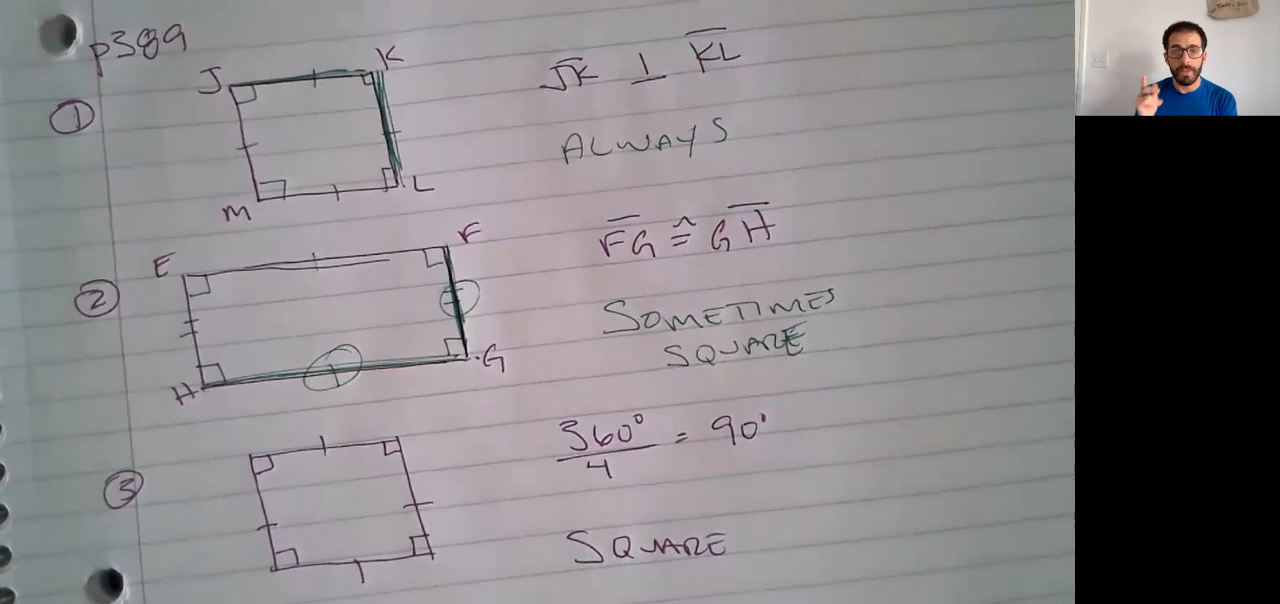 p389
①
J
K
M
L
JK ⊥ KL
ALWAYS
②
E
F
H
G
FG ≅ GH
SOMETIMES
SQUARE
③
360° = 90°
4
SQUARE